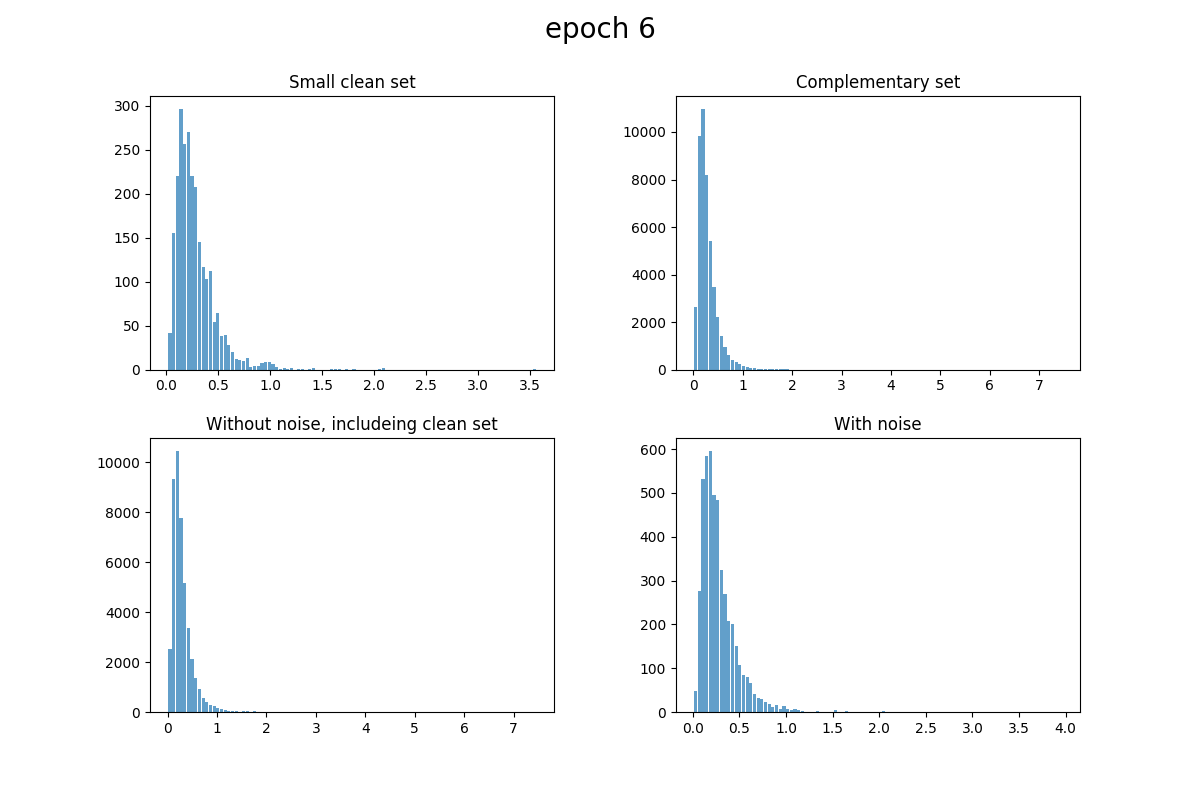 epoch 6
Small clean set
300
250
200
150
100
50
0
0.0 0.5 1.0 1.5 2.0 2.5 3.0 3.5
Complementary set
10000
8000
6000
4000
2000
0
0 1 2 3 4 5 6 7
Without noise, includeing clean set
10000
8000
6000
4000
2000
0
0 1 2 3 4 5 6 7
With noise
600
500
400
300
200
100
0
0.0 0.5 1.0 1.5 2.0 2.5 3.0 3.5 4.0